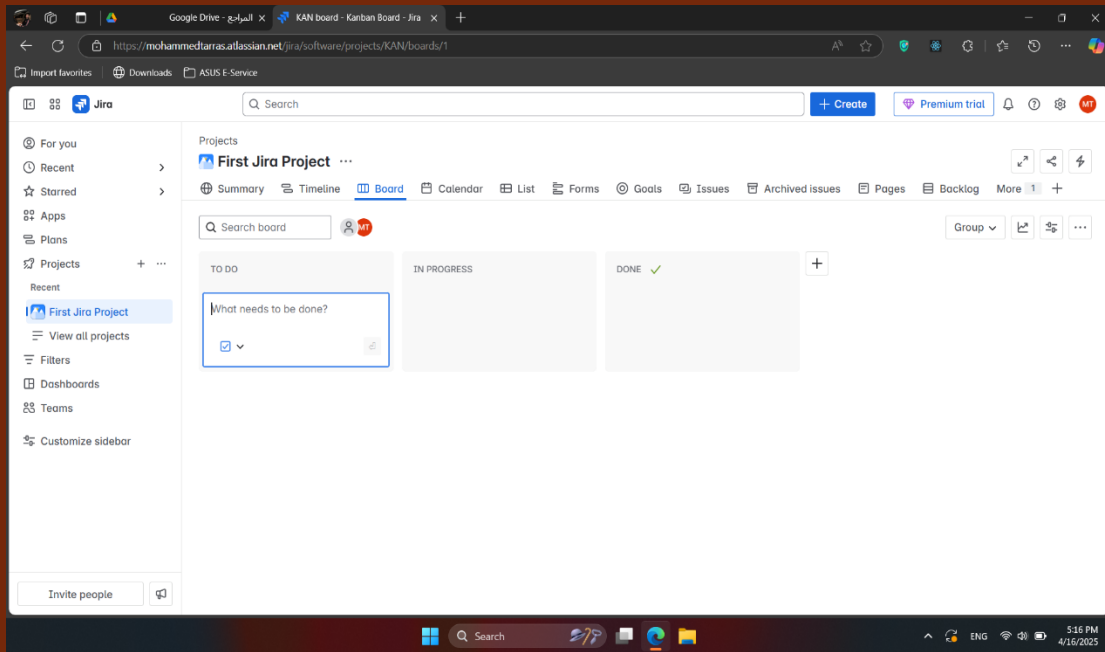 المراجع - Google Drive
KAN board - Kanban Board - Jira
https://mohammedtarras.atlassian.net/jira/software/projects/KAN/boards/1
Import favorites
Downloads
ASUS E-Service
Jira
Search
+ Create
Premium trial
MT
For you
Recent
Starred
Apps
Plans
Projects
Recent
First Jira Project
View all projects
Filters
Dashboards
Teams
Customize sidebar
Invite people
Projects
First Jira Project
Summary Timeline Board Calendar List Forms Goals Issues Archived issues Pages Backlog More 1
Search board
MT
Group
TO DO
What needs to be done?
IN PROGRESS
DONE
Search
ENG
5:16 PM
4/16/2025